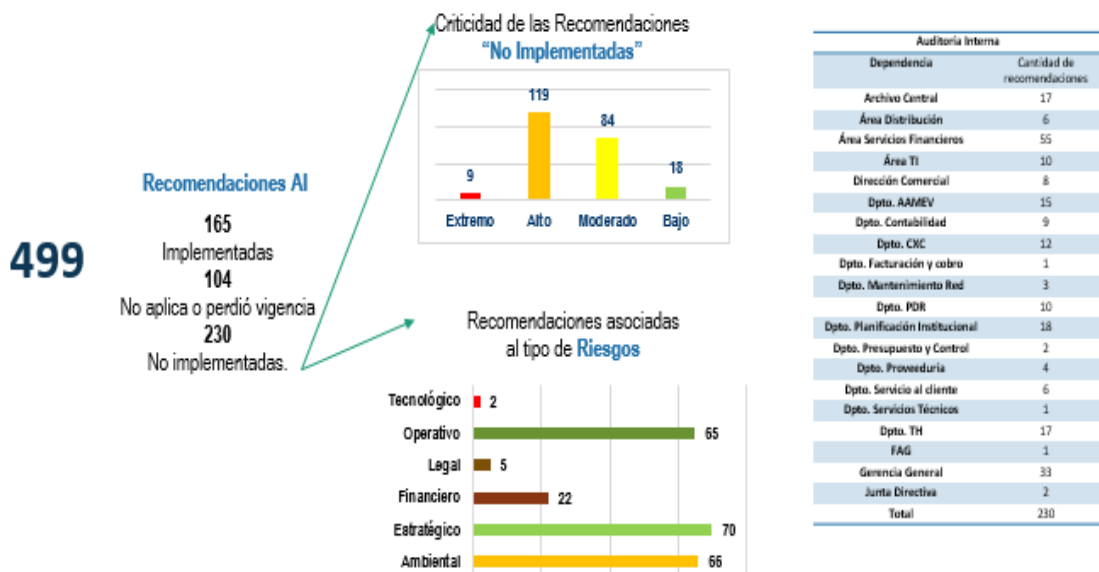 499
Recomendaciones AI
165
Implementadas
104
No aplica o perdió vigencia
230
No implementadas.
Criticidad de las Recomendaciones
“No Implementadas”
9
119
84
18
Extremo Alto Moderado Bajo
Recomendaciones asociadas
al tipo de Riesgos
Tecnológico 2
Operativo 65
Legal 5
Financiero 22
Estratégico 70
Ambiental 66
Auditoria Interna
Dependencia Cantidad de
recomendaciones
Archivo Central 17
Área Distribución 6
Área Servicios Financieros 55
Área TI 10
Dirección Comercial 8
Dpto. AAMEV 15
Dpto. Contabilidad 9
Dpto. CXC 12
Dpto. Facturación y cobro 1
Dpto. Mantenimiento Red 3
Dpto. PDR 10
Dpto. Planificación Institucional 18
Dpto. Presupuesto y Control 2
Dpto. Proveeduria 4
Dpto. Servicio al cliente 6
Dpto. Servicios Técnicos 1
Dpto. TH 17
FAG 1
Gerencia General 33
Junta Directiva 2
Total 230